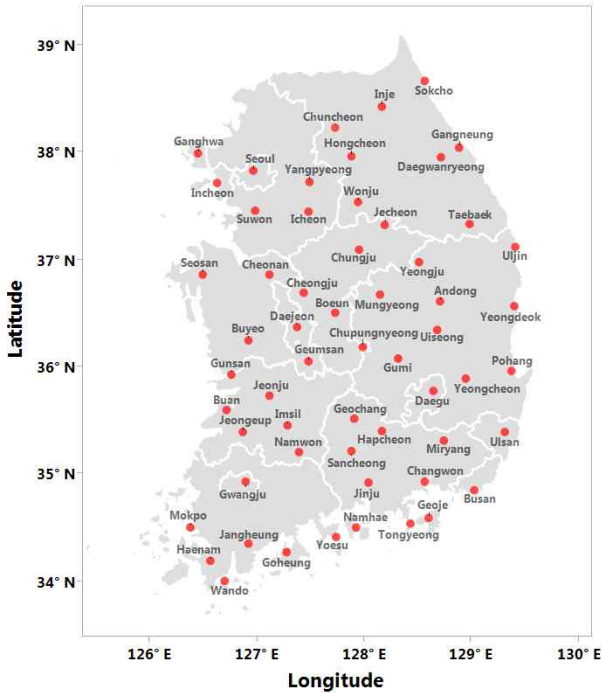 39° N
Sokcho
Inje
Chuncheon
Gangneung
Ganghwa
Hongcheon
38° N
Seoul
Yangpyeong
Daegwanryeong
Incheon
Wonju
Suwon
Icheon
Jecheon
Taebaek
Chungju
Uljin
37° N
Seosan
Cheonan
Yeongju
Cheongju
Andong
Boeun
Mungyeong
Yeongdeok
Daejeon
Buyeo
Chupungnyeong
Uiseong
Geumsan
Pohang
36° N
Gunsan
Gumi
Yeongcheon
Jeonju
Daegu
Buan
Imsil
Geochang
Jeongeup
Hapcheon
Ulsan
Namwon
Miryang
35° N
Sancheong
Changwon
Gwangju
Jinju
Busan
Geoje
Mokpo
Namhae
Jangheung
Tongyeong
Yoesu
Haenam
Goheung
34° N
Wando
126° E
127° E
128° E
129° E
130° E
Longitude
Latitude